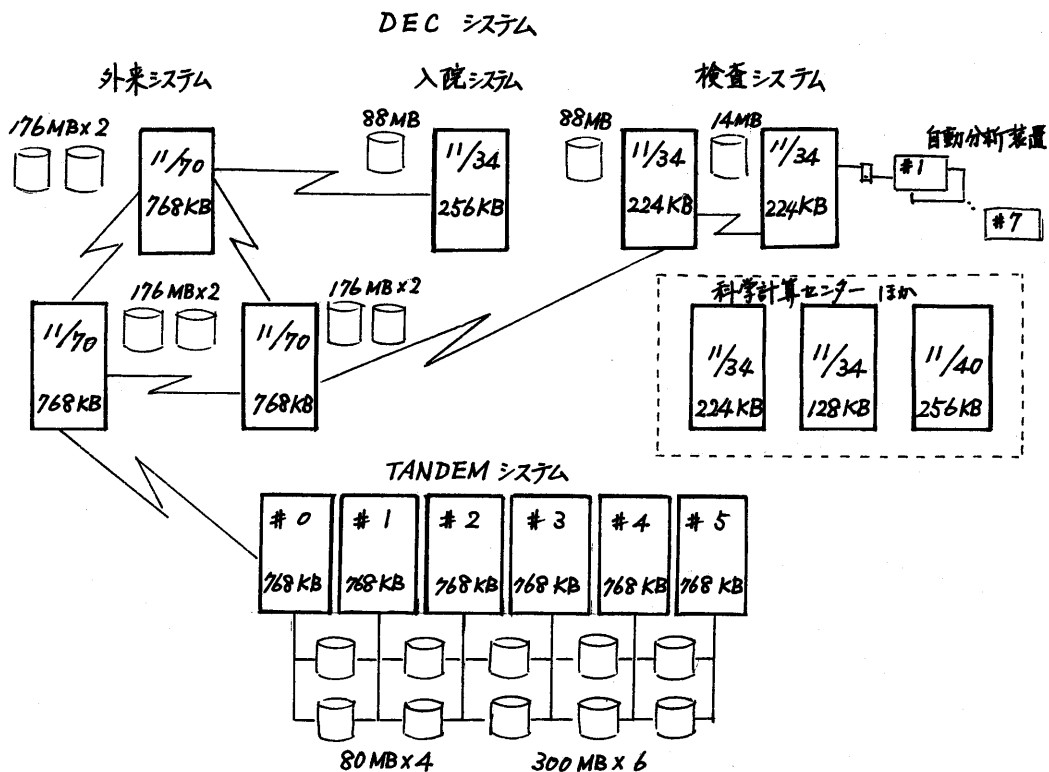 DEC システム
外来システム
入院システム
検査システム
176MB×2
11/70
768KB
88MB
11/34
256KB
88MB
11/34
224KB
14MB
11/34
224KB
自動分析装置
#1
#7
11/70
768KB
176MB×2
11/70
768KB
176MB×2
科学計算センター ほか
11/34
224KB
11/34
128KB
11/40
256KB
TANDEM システム
#0
768KB
#1
768KB
#2
768KB
#3
768KB
#4
768KB
#5
768KB
80MB×4
300MB×6